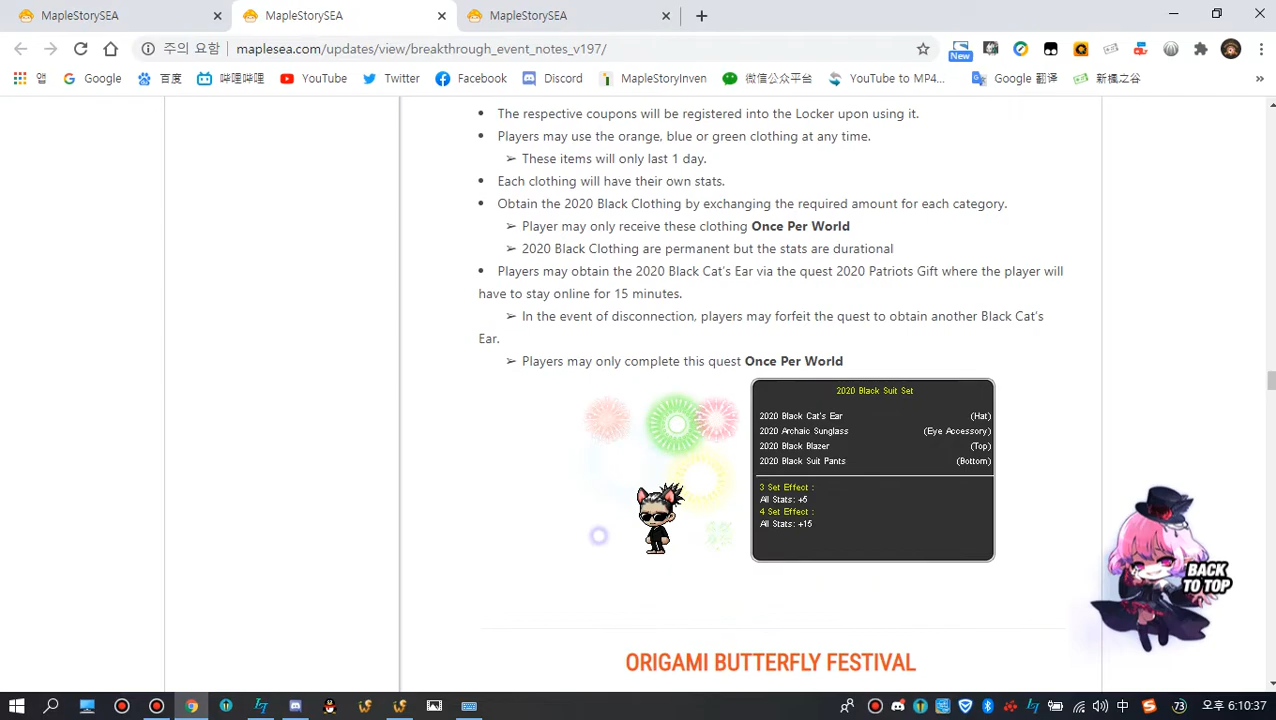 MapleStorySEA
MapleStorySEA
MapleStorySEA
주의 요함 maplesea.com/updates/view/breakthrough_event_notes_v197/
New
앱 Google 百度 哔哩哔哩 YouTube Twitter Facebook Discord MapleStoryInven 微信公众平台 YouTube to MP4... Google 翻译 新楓之谷 »
• The respective coupons will be registered into the Locker upon using it.
• Players may use the orange, blue or green clothing at any time.
➢ These items will only last 1 day.
• Each clothing will have their own stats.
• Obtain the 2020 Black Clothing by exchanging the required amount for each category.
➢ Player may only receive these clothing Once Per World
➢ 2020 Black Clothing are permanent but the stats are durational
• Players may obtain the 2020 Black Cat's Ear via the quest 2020 Patriots Gift where the player will
have to stay online for 15 minutes.
➢ In the event of disconnection, players may forfeit the quest to obtain another Black Cat's
Ear.
➢ Players may only complete this quest Once Per World
2020 Black Suit Set
2020 Black Cat's Ear (Hat)
2020 Archaic Sunglass (Eye Accessory)
2020 Black Blazer (Top)
2020 Black Suit Pants (Bottom)
3 Set Effect :
All Stats: +5
4 Set Effect :
All Stats: +15
BACK
TO TOP
ORIGAMI BUTTERFLY FESTIVAL
中 오후 6:10:37